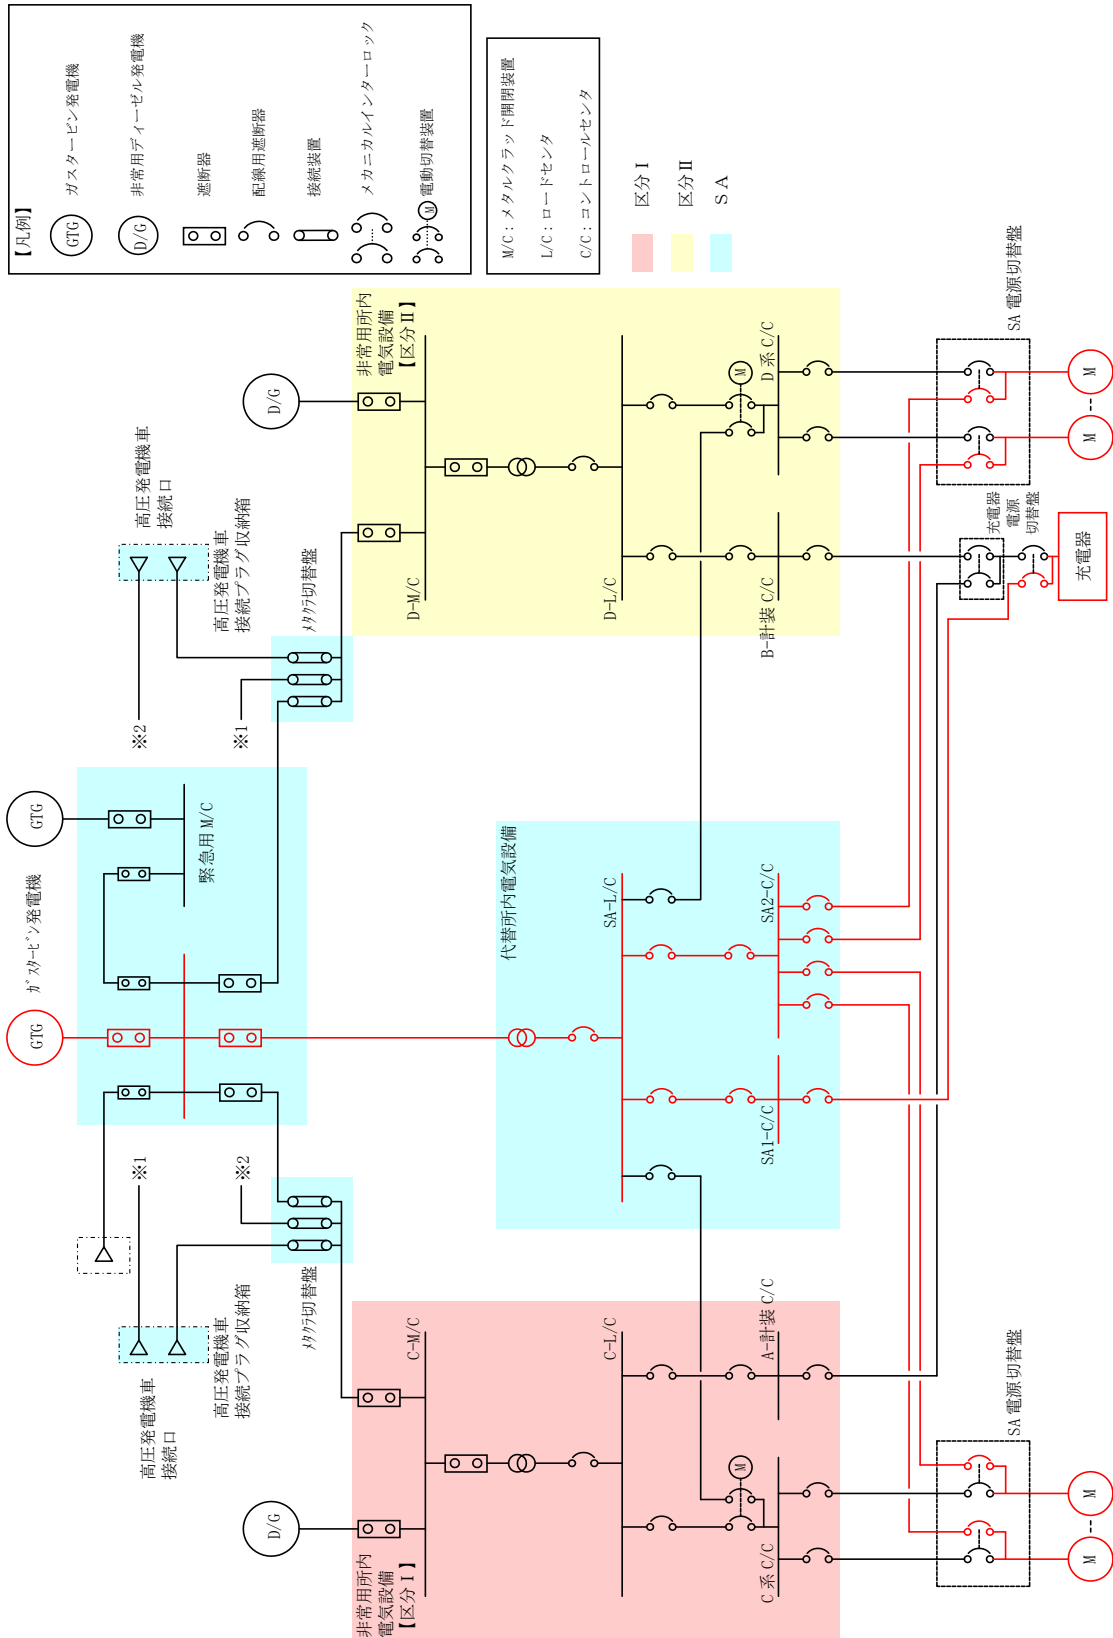 【凡例】
GTG
ガスタービン発電機
D/G
非常用ディーゼル発電機
遮断器
配線用遮断器
接続装置
メカニカルインターロック
M
電動切替装置
M/C：メタルクラッド開閉装置
L/C：ロードセンタ
C/C：コントロールセンタ
区分Ⅰ
区分Ⅱ
ＳＡ
ｶﾞｽﾀｰﾋﾞﾝ発電機
GTG
GTG
緊急用 M/C
高圧発電機車
接続口
高圧発電機車
接続プラグ収納箱
ﾒﾀｸﾗ切替盤
※2
※1
D/G
非常用所内
電気設備
【区分Ⅱ】
D-M/C
D-L/C
M
D 系 C/C
B-計装 C/C
SA 電源切替盤
M
M
充電器
電源
切替盤
充電器
代替所内電気設備
SA-L/C
SA2-C/C
SA1-C/C
※1
※2
高圧発電機車
接続口
高圧発電機車
接続プラグ収納箱
ﾒﾀｸﾗ切替盤
D/G
非常用所内
電気設備
【区分Ⅰ】
C-M/C
C-L/C
M
A-計装 C/C
C 系 C/C
SA 電源切替盤
M
M